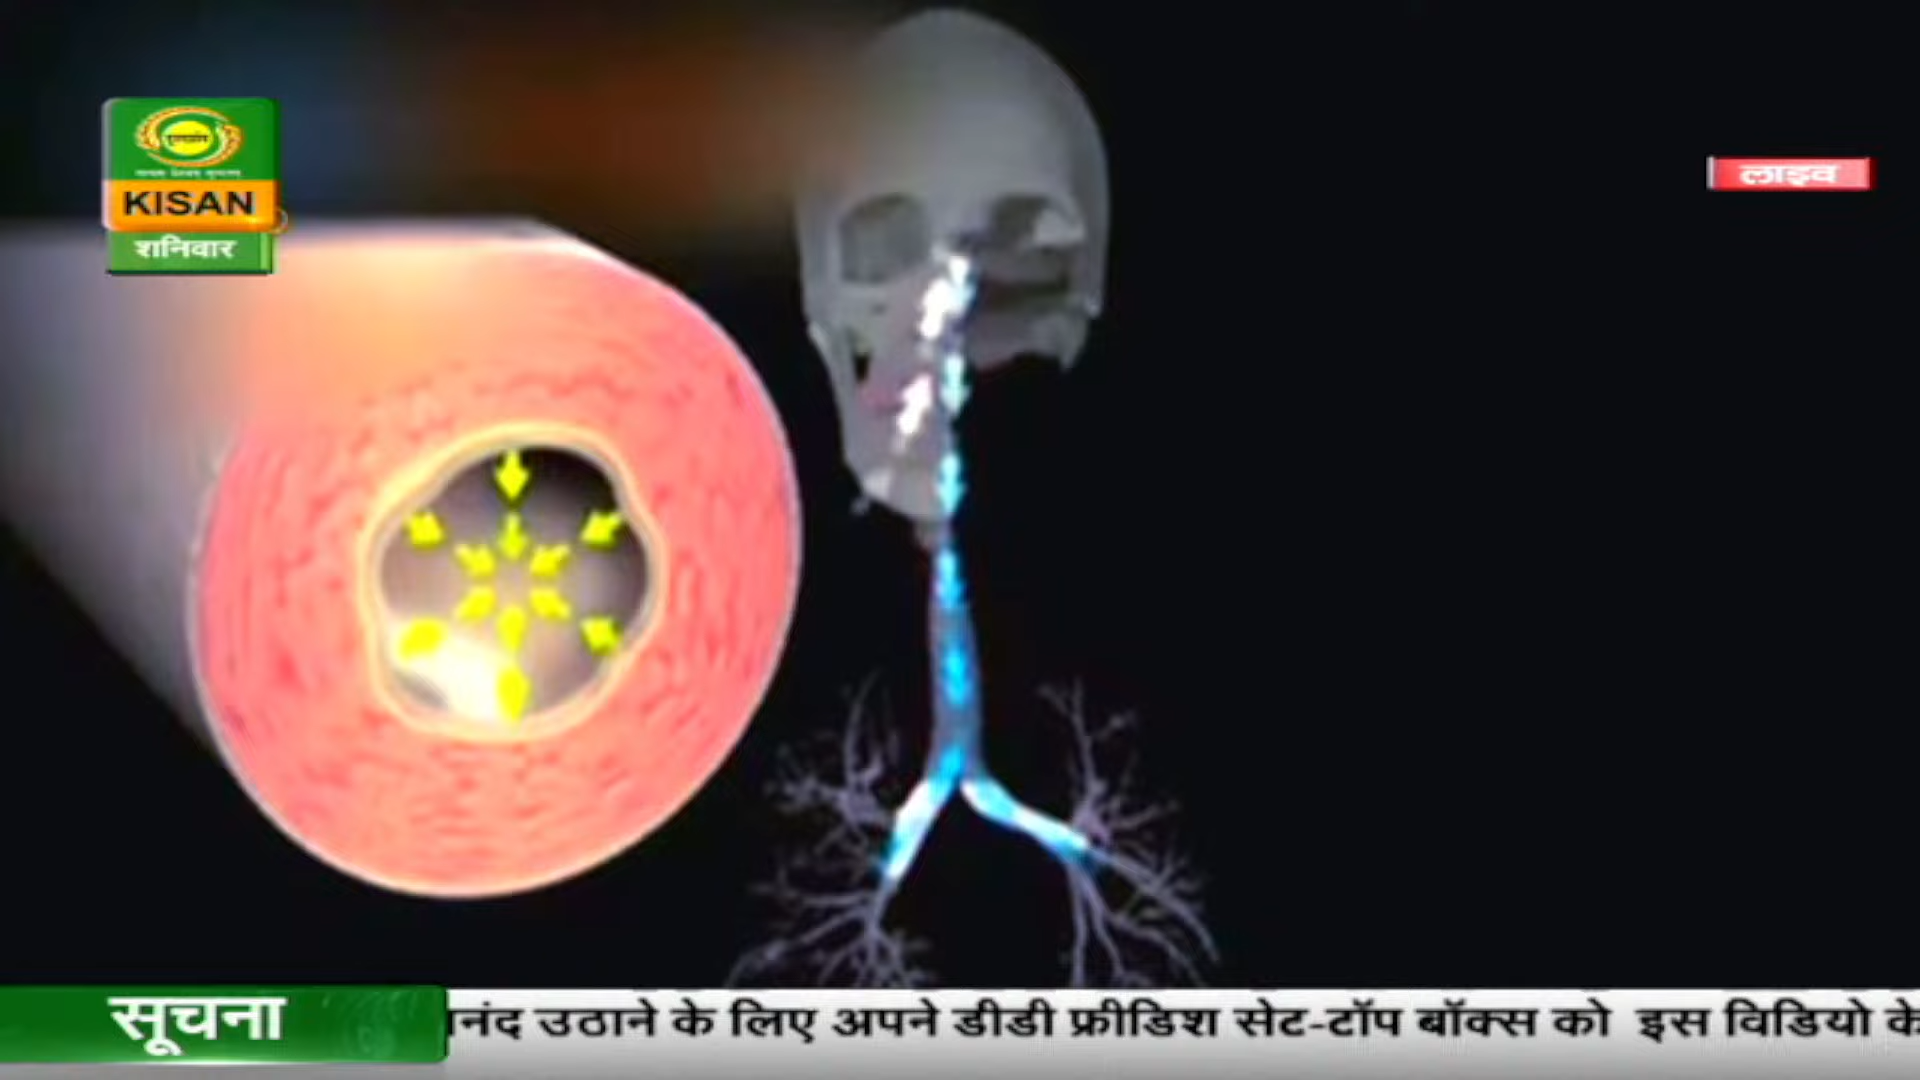 KISAN
शनिवार
लाइव
सूचना
नंद उठाने के लिए अपने डीडी फ्रीडिश सेट-टॉप बॉक्स को इस विडियो के